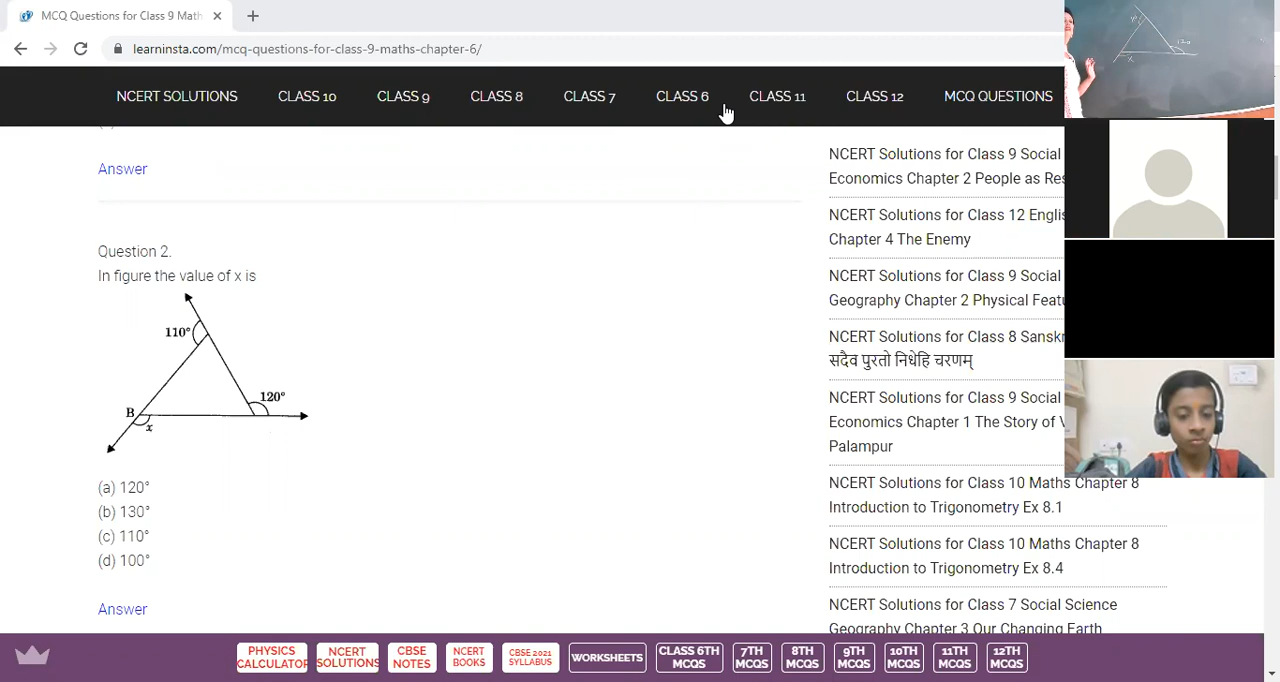 MCQ Questions for Class 9 Math
learninsta.com/mcq-questions-for-class-9-maths-chapter-6/
NCERT SOLUTIONS CLASS 10 CLASS 9 CLASS 8 CLASS 7 CLASS 6 CLASS 11 CLASS 12 MCQ QUESTIONS
Answer
Question 2.
In figure the value of x is
110°
120°
B
x
(a) 120°
(b) 130°
(c) 110°
(d) 100°
Answer
NCERT Solutions for Class 9 Social
Economics Chapter 2 People as Res
NCERT Solutions for Class 12 Engli
Chapter 4 The Enemy
NCERT Solutions for Class 9 Social
Geography Chapter 2 Physical Featu
NCERT Solutions for Class 8 Sanskr
सदैव पुरतो निधेहि चरणम्
NCERT Solutions for Class 9 Social
Economics Chapter 1 The Story of V
Palampur
NCERT Solutions for Class 10 Maths Chapter 8
Introduction to Trigonometry Ex 8.1
NCERT Solutions for Class 10 Maths Chapter 8
Introduction to Trigonometry Ex 8.4
NCERT Solutions for Class 7 Social Science
Geography Chapter 3 Our Changing Earth
120
x
PHYSICS CALCULATOR
NCERT SOLUTIONS
CBSE NOTES
NCERT BOOKS
CBSE 2021 SYLLABUS
WORKSHEETS
CLASS 6TH MCQS
7TH MCQS
8TH MCQS
9TH MCQS
10TH MCQS
11TH MCQS
12TH MCQS